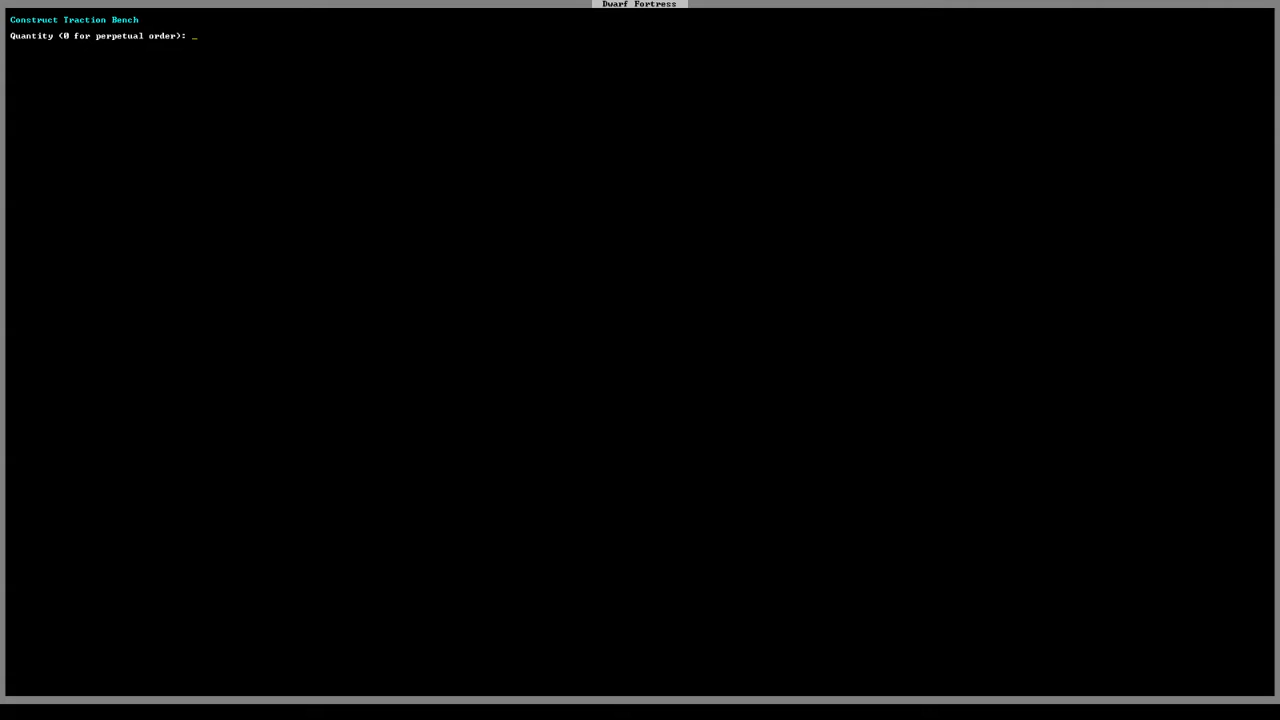 Dwarf Fortress
Construct Traction Bench
Quantity (0 for perpetual order): _